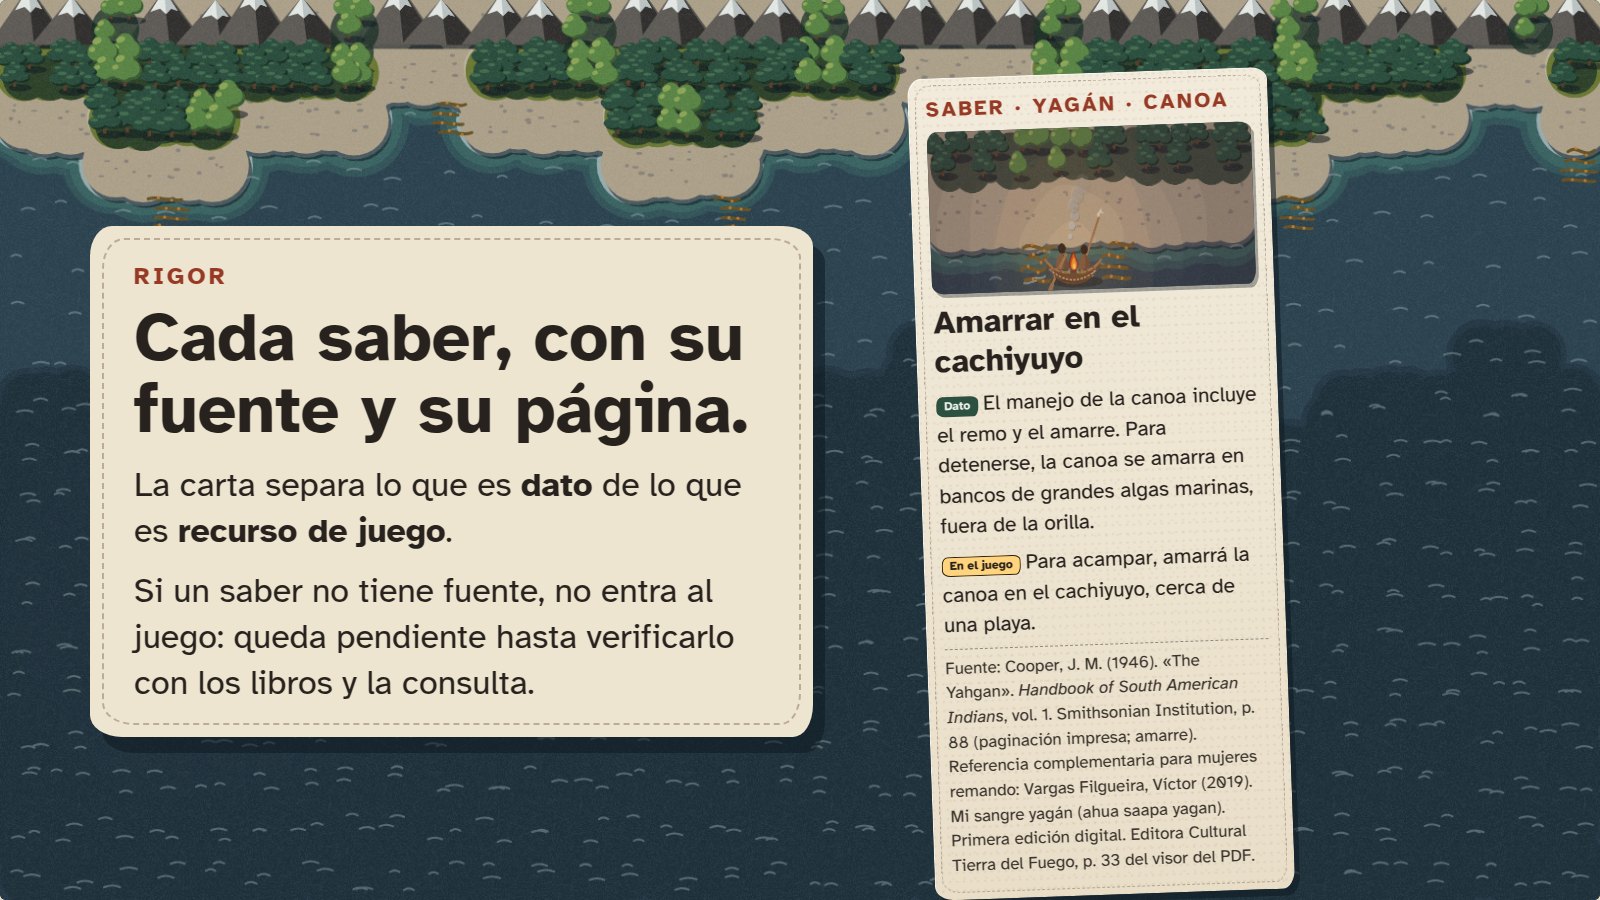 RIGOR
Cada saber, con su
fuente y su página.
La carta separa lo que es dato de lo que
es recurso de juego.
Si un saber no tiene fuente, no entra al
juego: queda pendiente hasta verificarlo
con los libros y la consulta.
SABER · YAGÁN · CANOA
Amarrar en el
cachiyuyo
Dato El manejo de la canoa incluye
el remo y el amarre. Para
detenerse, la canoa se amarra en
bancos de grandes algas marinas,
fuera de la orilla.
En el juego Para acampar, amarrá la
canoa en el cachiyuyo, cerca de
una playa.
Fuente: Cooper, J. M. (1946). «The
Yahgan». Handbook of South American
Indians, vol. 1. Smithsonian Institution, p.
88 (paginación impresa; amarre).
Referencia complementaria para mujeres
remando: Vargas Filgueira, Víctor (2019).
Mi sangre yagán (ahua saapa yagan).
Primera edición digital. Editora Cultural
Tierra del Fuego, p. 33 del visor del PDF.